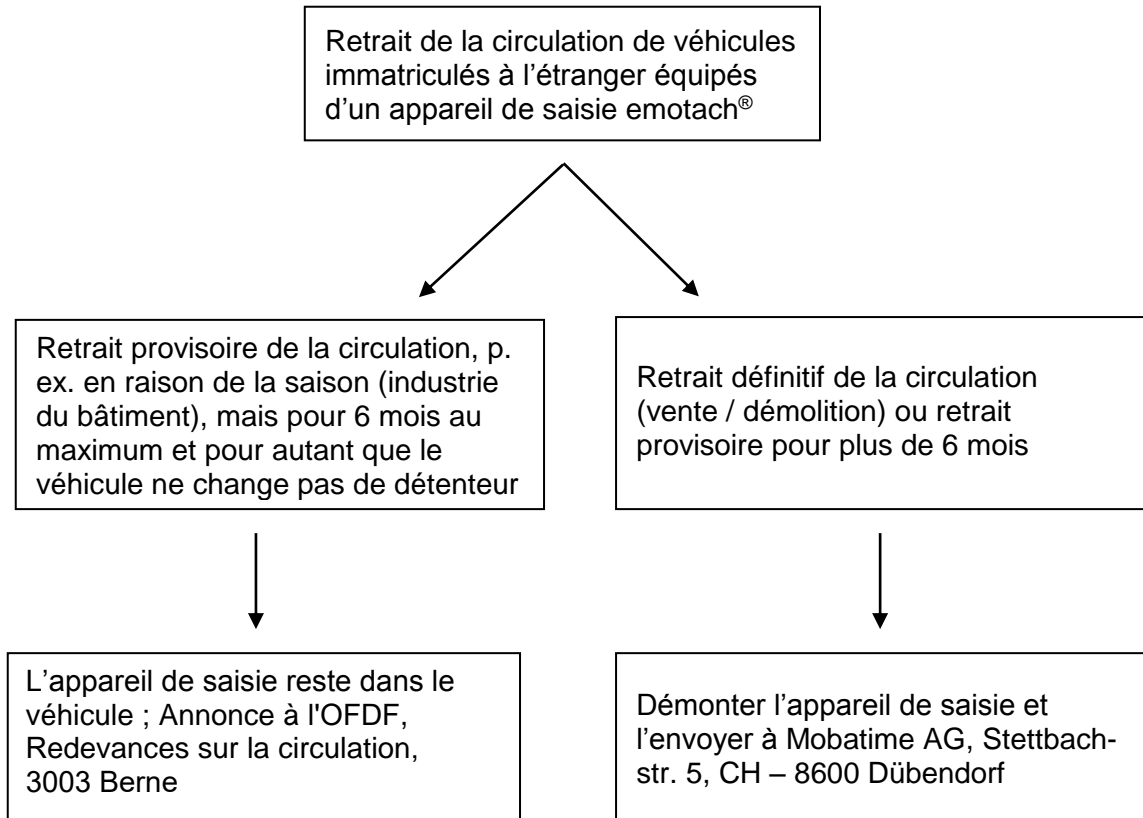 Retrait de la circulation de véhicules
immatriculés à l’étranger équipés
d’un appareil de saisie emotach®
Retrait provisoire de la circulation, p.
ex. en raison de la saison (industrie
du bâtiment), mais pour 6 mois au
maximum et pour autant que le
véhicule ne change pas de détenteur
Retrait définitif de la circulation
(vente / démolition) ou retrait
provisoire pour plus de 6 mois
L’appareil de saisie reste dans le
véhicule ; Annonce à l'OFDF,
Redevances sur la circulation,
3003 Berne
Démonter l’appareil de saisie et
l’envoyer à Mobatime AG, Stettbach-
str. 5, CH – 8600 Dübendorf